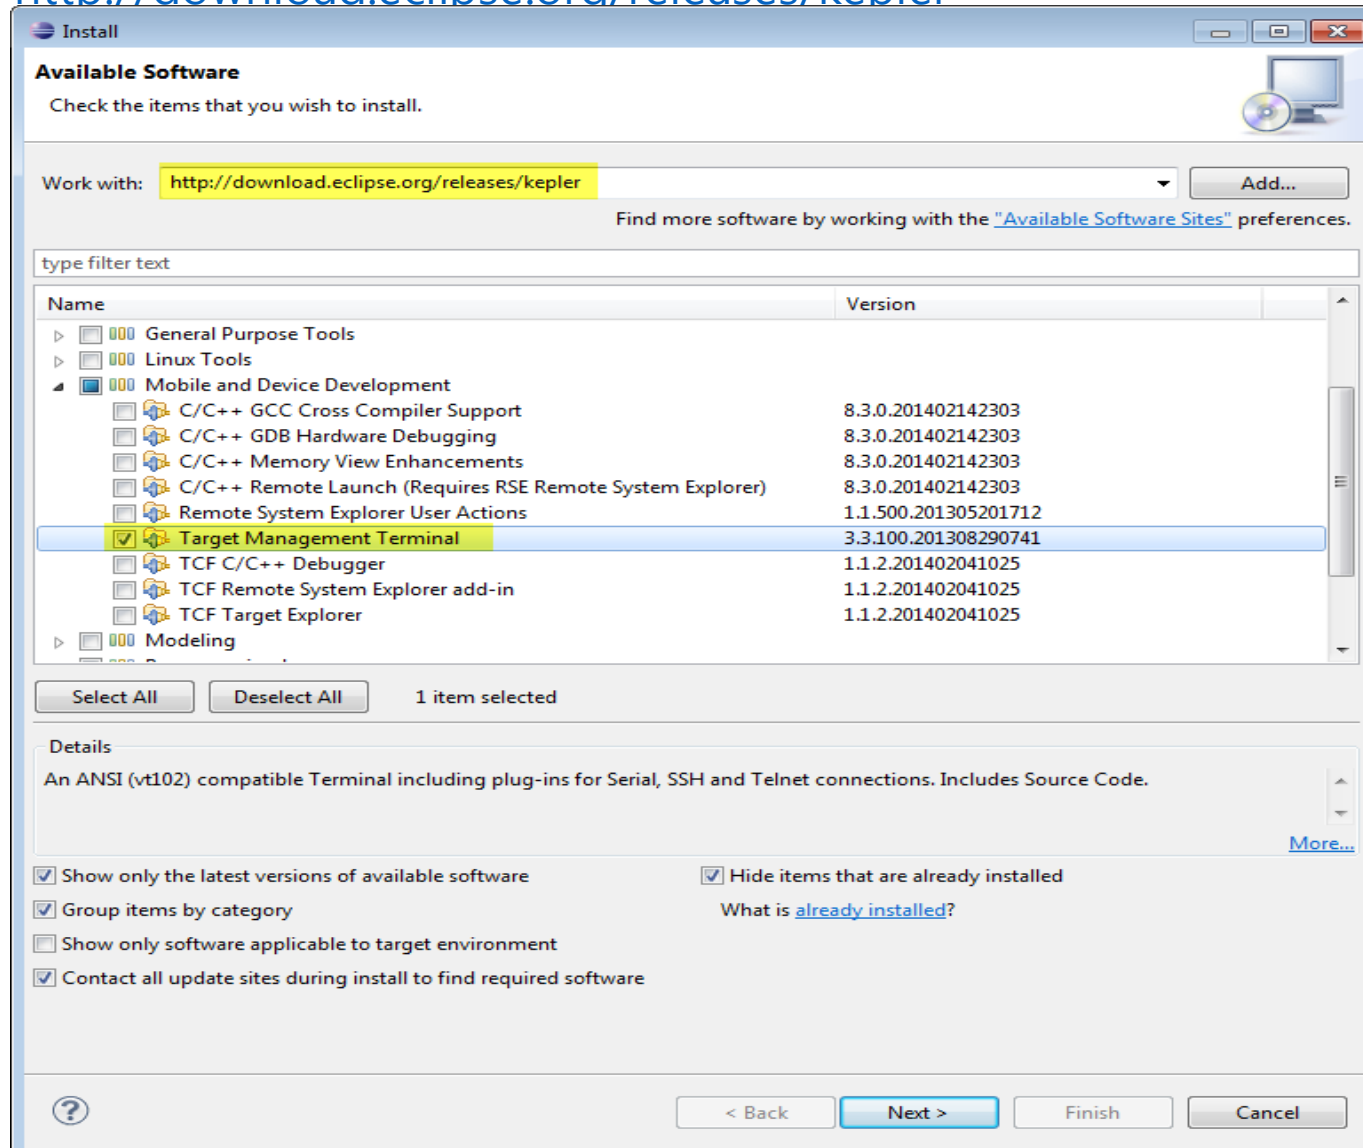 http://download.eclipse.org/releases/kepler
Install
Available Software
Check the items that you wish to install.
Work with: http://download.eclipse.org/releases/kepler Add...
Find more software by working with the "Available Software Sites" preferences.
type filter text
Name Version
General Purpose Tools
Linux Tools
Mobile and Device Development
C/C++ GCC Cross Compiler Support 8.3.0.201402142303
C/C++ GDB Hardware Debugging 8.3.0.201402142303
C/C++ Memory View Enhancements 8.3.0.201402142303
C/C++ Remote Launch (Requires RSE Remote System Explorer) 8.3.0.201402142303
Remote System Explorer User Actions 1.1.500.201305201712
Target Management Terminal 3.3.100.201308290741
TCF C/C++ Debugger 1.1.2.201402041025
TCF Remote System Explorer add-in 1.1.2.201402041025
TCF Target Explorer 1.1.2.201402041025
Modeling
Select All Deselect All 1 item selected
Details
An ANSI (vt102) compatible Terminal including plug-ins for Serial, SSH and Telnet connections. Includes Source Code.
More...
Show only the latest versions of available software Hide items that are already installed
Group items by category What is already installed?
Show only software applicable to target environment
Contact all update sites during install to find required software
< Back Next > Finish Cancel